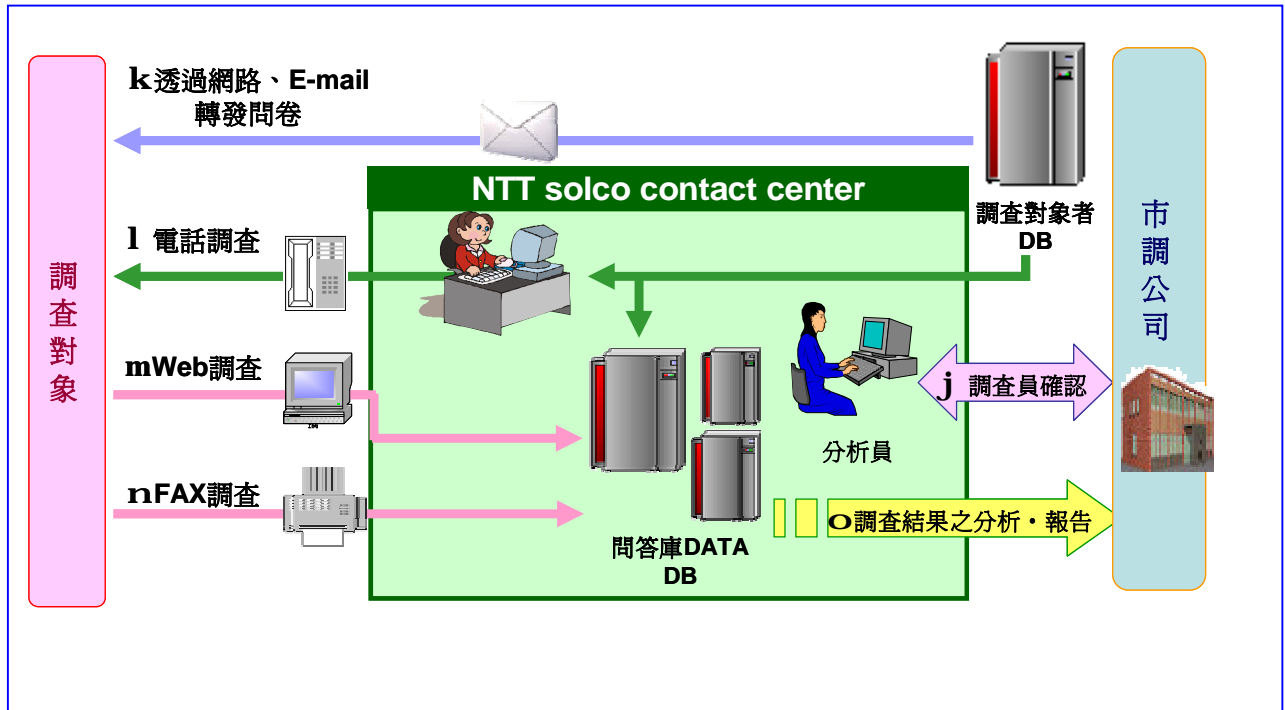 k透過網路、E-mail
轉發問卷
NTT solco contact center
調查對象者
DB
市調公司
l 電話調查
調查對象
mWeb調查
j 調查員確認
分析員
nFAX調查
o調查結果之分析・報告
問答庫DATA
DB